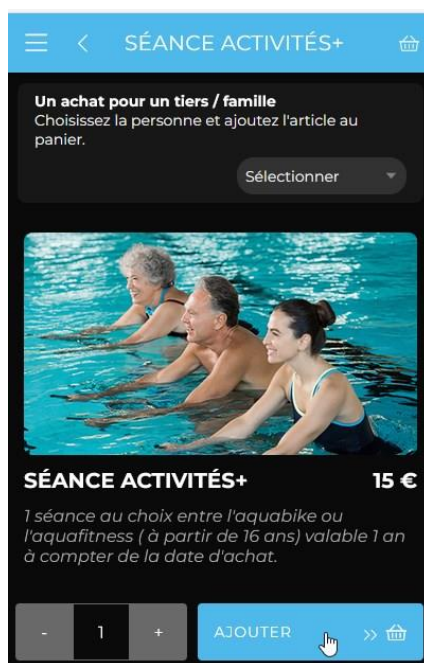 SÉANCE ACTIVITÉS+
Un achat pour un tiers / famille
Choisissez la personne et ajoutez l'article au
panier.
Sélectionner
SÉANCE ACTIVITÉS+ 15 €
1 séance au choix entre l'aquabike ou
l'aquafitness ( à partir de 16 ans) valable 1 an
à compter de la date d'achat.
- 1 + AJOUTER >>